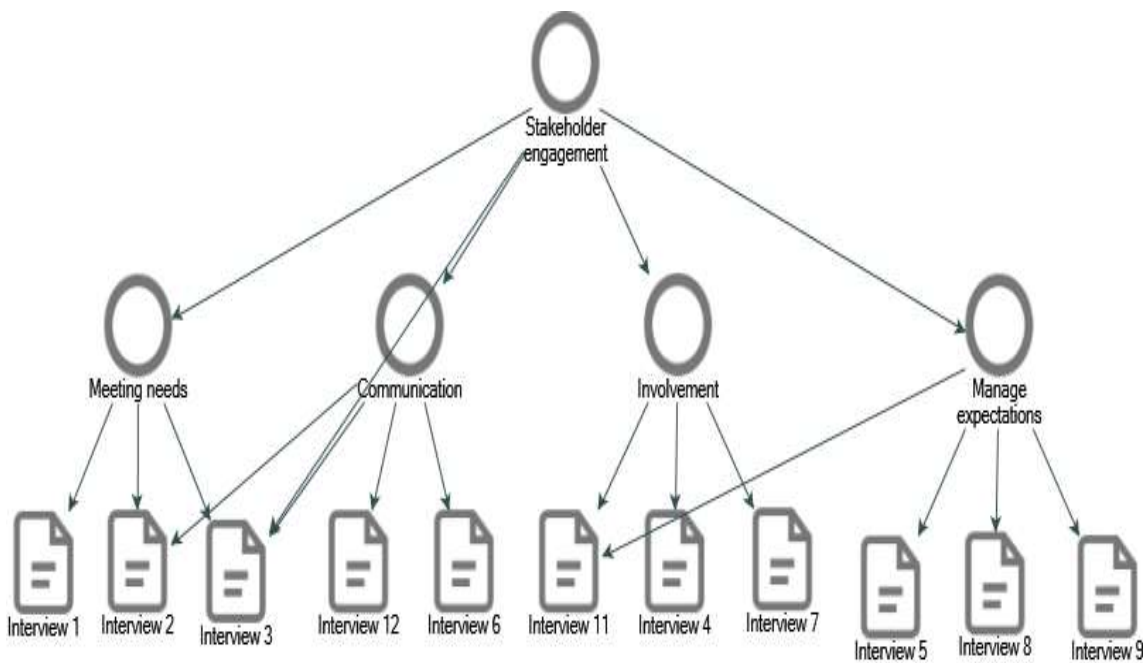 Stakeholder
engagement
Meeting needs
Communication
Involvement
Manage
expectations
Interview 1
Interview 2
Interview 3
Interview 12
Interview 6
Interview 11
Interview 4
Interview 7
Interview 5
Interview 8
Interview 9